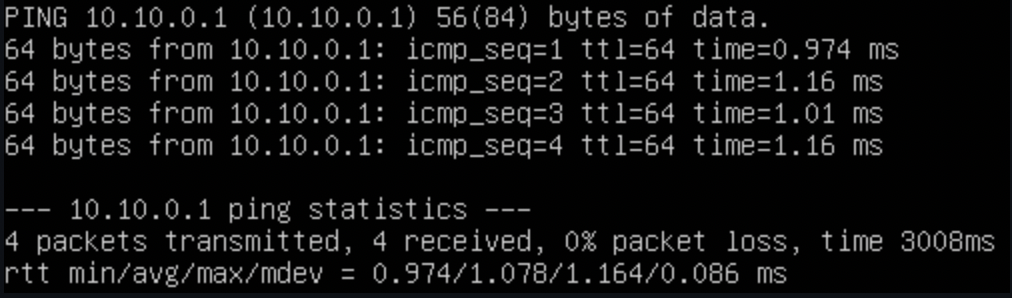 PING 10.10.0.1 (10.10.0.1) 56(84) bytes of data.
64 bytes from 10.10.0.1: icmp_seq=1 ttl=64 time=0.974 ms
64 bytes from 10.10.0.1: icmp_seq=2 ttl=64 time=1.16 ms
64 bytes from 10.10.0.1: icmp_seq=3 ttl=64 time=1.01 ms
64 bytes from 10.10.0.1: icmp_seq=4 ttl=64 time=1.16 ms

--- 10.10.0.1 ping statistics ---
4 packets transmitted, 4 received, 0% packet loss, time 3008ms
rtt min/avg/max/mdev = 0.974/1.078/1.164/0.086 ms